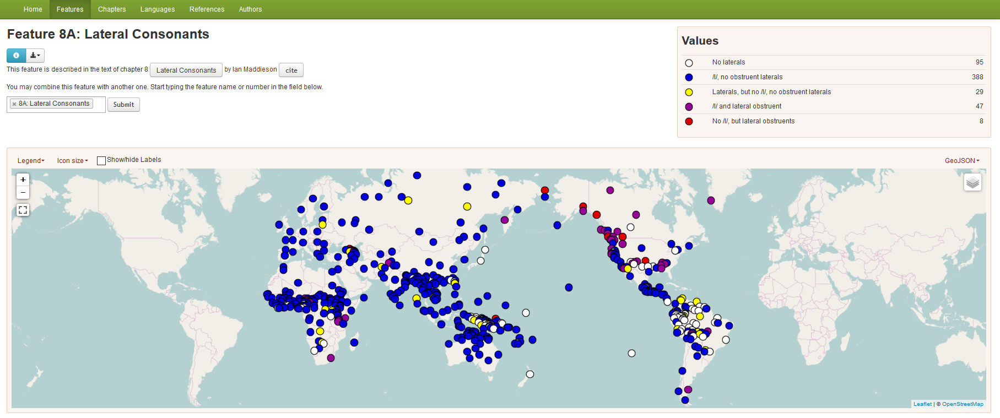 Home Features Chapters Languages References Authors
Feature 8A: Lateral Consonants
This feature is described in the text of chapter 8 Lateral Consonants by Ian Maddieson cite
You may combine this feature with another one. Start typing the feature name or number in the field below.
× 8A: Lateral Consonants Submit
Values
No laterals 95
/l/, no obstruent laterals 388
Laterals, but no /l/, no obstruent laterals 29
/l/ and lateral obstruent 47
No /l/, but lateral obstruents 8
Legend Icon size Show/hide Labels GeoJSON
+
−
Leaflet | © OpenStreetMap